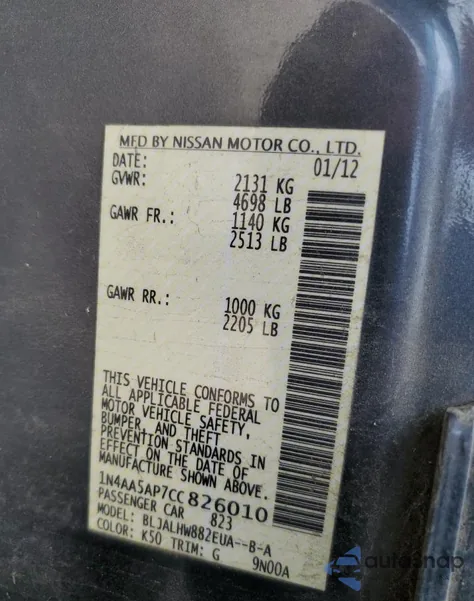 MFD BY NISSAN MOTOR CO., LTD.
DATE: 01/12
GVWR: 2131 KG
4698 LB
GAWR FR.: 1140 KG
2513 LB
GAWR RR.: 1000 KG
2205 LB
THIS VEHICLE CONFORMS TO
ALL APPLICABLE FEDERAL
MOTOR VEHICLE SAFETY,
BUMPER, AND THEFT
PREVENTION STANDARDS IN
EFFECT ON THE DATE OF
MANUFACTURE SHOWN ABOVE.
1N4AA5AP7CC826010
PASSENGER CAR 823
MODEL: BLJALHW882EUA--B-A
COLOR: K50 TRIM: G 9N00A
autosnap